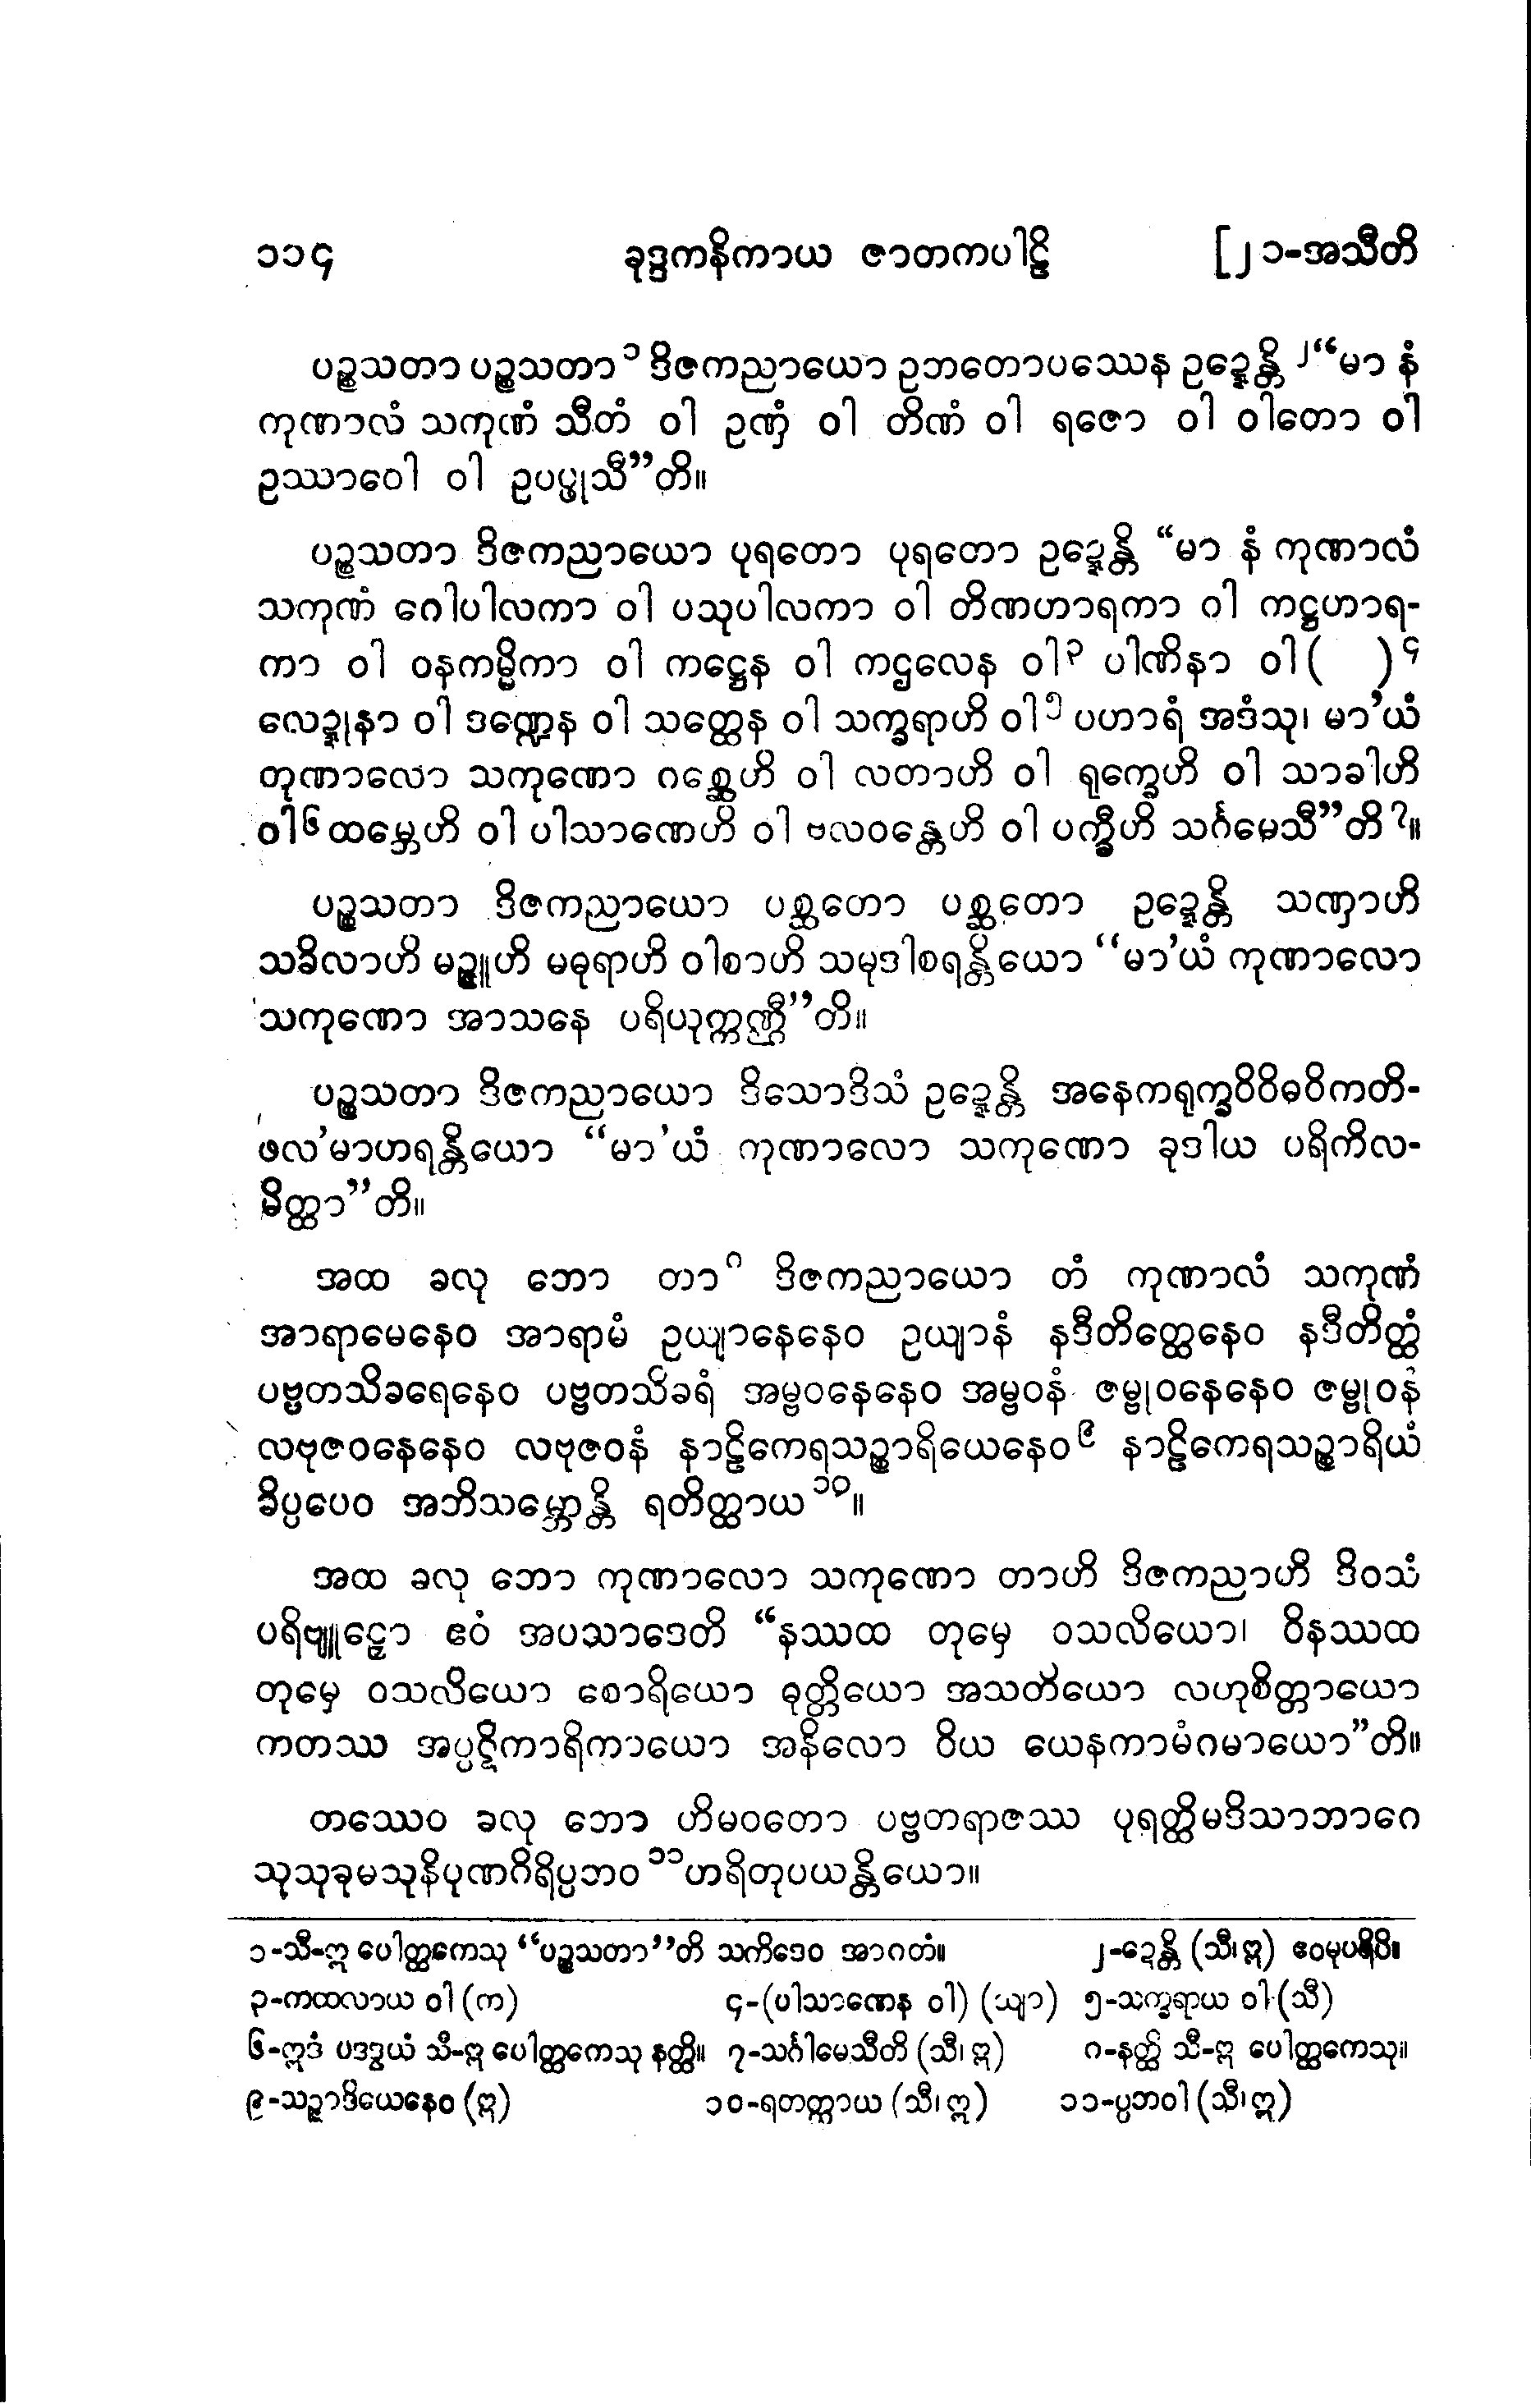 ၁၁၄ ခုဒ္ဒကနိကာယ ဇာတကပါဠိ [၂၁-အသီတိ
ပဉ္စသတာ ပဉ္စသတာ၁ ဒိဇကညာယော ဥဘတောပဿေန ဥဍ္ဍေန္တိ၂ “မာ နံ
ကုဏာလံ သကုဏံ သီတံ ဝါ ဥဏှံ ဝါ တိဏံ ဝါ ရဇော ဝါ ဝါတော ဝါ
ဥဿာဝေါ ဝါ ဥပပ္ဖုသီ”တိ။
ပဉ္စသတာ ဒိဇကညာယော ပုရတော ပုရတော ဥဍ္ဍေန္တိ “မာ နံ ကုဏာလံ
သကုဏံ ဂေါပါလကာ ဝါ ပသုပါလကာ ဝါ တိဏဟာရကာ ဝါ ကဋ္ဌဟာရ-
ကာ ဝါ ဝနကမ္မိကာ ဝါ ကဋ္ဌေန ဝါ ကဌလေန ဝါ၃ ပါဏိနာ ဝါ ( )၄
လေဍ္ဍုနာ ဝါ ဒဏ္ဍေန ဝါ သတ္ထေန ဝါ သက္ခရာဟိ ဝါ၅ ပဟာရံ အဒံသု၊ မာ’ယံ
ကုဏာလော သကုဏော ဂစ္ဆေဟိ ဝါ လတာဟိ ဝါ ရုက္ခေဟိ ဝါ သာခါဟိ
ဝါ၆ ထမ္ဘေဟိ ဝါ ပါသာဏေဟိ ဝါ ဗလဝန္တေဟိ ဝါ ပက္ခီဟိ သင်္ဂမေသီ”တိ၇။
ပဉ္စသတာ ဒိဇကညာယော ပစ္ဆတော ပစ္ဆတော ဥဍ္ဍေန္တိ သဏှာဟိ
သခိလာဟိ မဉ္ဇူဟိ မဓုရာဟိ ဝါစာဟိ သမုဒါစရန္တိယော “မာ’ယံ ကုဏာလော
သကုဏော အာသနေ ပရိယုက္ကဏ္ဌီ”တိ။
ပဉ္စသတာ ဒိဇကညာယော ဒိသောဒိသံ ဥဍ္ဍေန္တိ အနေကရုက္ခဝိဝိဓဝိကတိ-
ဖလ’မာဟရန္တိယော “မာ’ယံ ကုဏာလော သကုဏော ခုဒါယ ပရိကိလ-
မိတ္ထာ”တိ။
အထ ခလု ဘော တာ၈ ဒိဇကညာယော တံ ကုဏာလံ သကုဏံ
အာရာမေနေဝ အာရာမံ ဥယျာနေနေဝ ဥယျာနံ နဒီတိတ္ထေနေဝ နဒီတိတ္ထံ
ပဗ္ဗတသိခရေနေဝ ပဗ္ဗတသိခရံ အမ္ဗဝနေနေဝ အမ္ဗဝနံ ဇမ္ဗုဝနေနေဝ ဇမ္ဗုဝနံ
လဗုဇဝနေနေဝ လဗုဇဝနံ နာဠိကေရသဉ္စာရိယေနေဝ၉ နာဠိကေရသဉ္စာရိယံ
ခိပ္ပမေဝ အဘိသမ္ဘောန္တိ ရတိတ္ထာယ၁၀။
အထ ခလု ဘော ကုဏာလော သကုဏော တာဟိ ဒိဇကညာဟိ ဒိဝသံ
ပရိဗျူဠှော ဧဝံ အပသာဒေတိ “နဿထ တုမှေ ဝသလိယော၊ ဝိနဿထ
တုမှေ ဝသလိယော စောရိယော ဓုတ္တိယော အသတိယော လဟုစိတ္တာယော
ကတဿ အပ္ပဋိကာရိကာယော အနိလော ဝိယ ယေနကာမံဂမာယော”တိ။
တဿေဝ ခလု ဘော ဟိမဝတော ပဗ္ဗတရာဇဿ ပုရတ္ထိမဒိသာဘာဂေ
သုသုခုမသုနိပုဏဂိရိပ္ပဘဝ၁၁ ဟရိတုပယန္တိယော။
၁-သီ-ဣ ပေါတ္ထကေသု “ပဉ္စသတာ”တိ သကိဒေဝ အာဂတံ။ ၂-ဍေန္တိ (သီ၊ ဣ) ဧဝမုပရိပိ။
၃-ကထလာယ ဝါ (က) ၄-(ပါသာဏေန ဝါ) (သျာ) ၅-သက္ခရာယ ဝါ (သီ)
၆-ဣဒံ ပဒဒွယံ သီ-ဣ ပေါတ္ထကေသု နတ္ထိ။ ၇-သင်္ဂါမေသီတိ (သီ၊ ဣ) ၈-နတ္ထိ သီ-ဣ ပေါတ္ထကေသု။
၉-သဉ္ဇာဒိယေနေဝ (ဣ) ၁၀-ရတတ္ထာယ (သီ၊ ဣ) ၁၁-ပ္ပဘဝါ (သီ၊ ဣ)